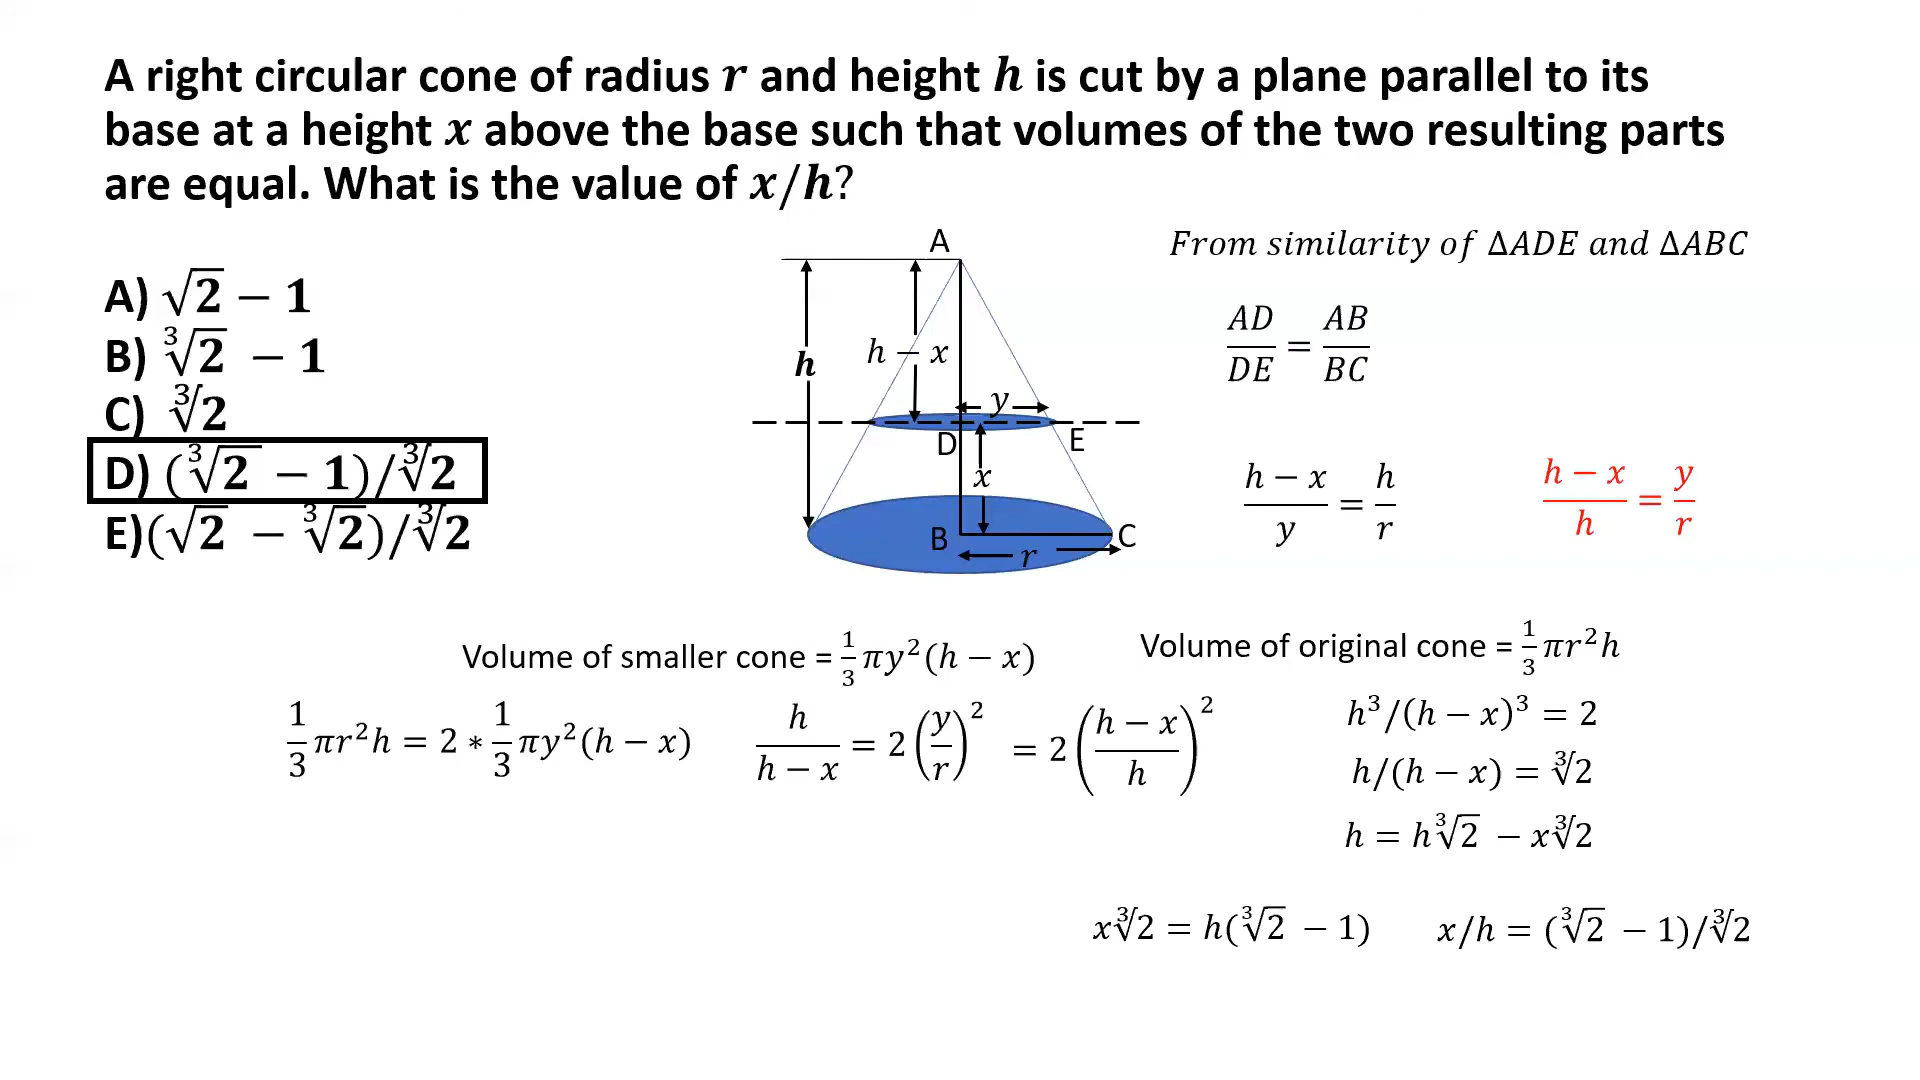 A right circular cone of radius r and height h is cut by a plane parallel to its
base at a height x above the base such that volumes of the two resulting parts
are equal. What is the value of x/h?
A) √2 − 1
B) ∛2 − 1
C) ∛2
D) (∛2 − 1)/∛2
E)(√2 − ∛2)/∛2
A
h
h − x
y
D
E
x
B
C
r
From similarity of ΔADE and ΔABC
AD/DE = AB/BC
(h − x)/y = h/r
(h − x)/h = y/r
Volume of smaller cone = 1/3 πy²(h − x)
Volume of original cone = 1/3 πr²h
1/3 πr²h = 2 ∗ 1/3 πy²(h − x)
h/(h − x) = 2(y/r)² = 2((h − x)/h)²
h³/(h − x)³ = 2
h/(h − x) = ∛2
h = h∛2 − x∛2
x∛2 = h(∛2 − 1)
x/h = (∛2 − 1)/∛2